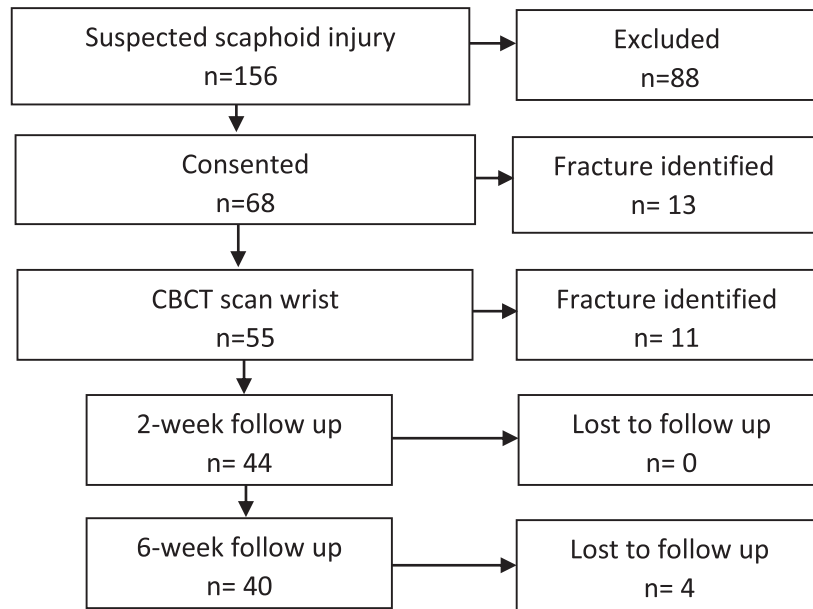 Suspected scaphoid injury
n=156
Excluded
n=88
Consented
n=68
Fracture identified
n= 13
CBCT scan wrist
n=55
Fracture identified
n= 11
2-week follow up
n= 44
Lost to follow up
n= 0
6-week follow up
n= 40
Lost to follow up
n= 4